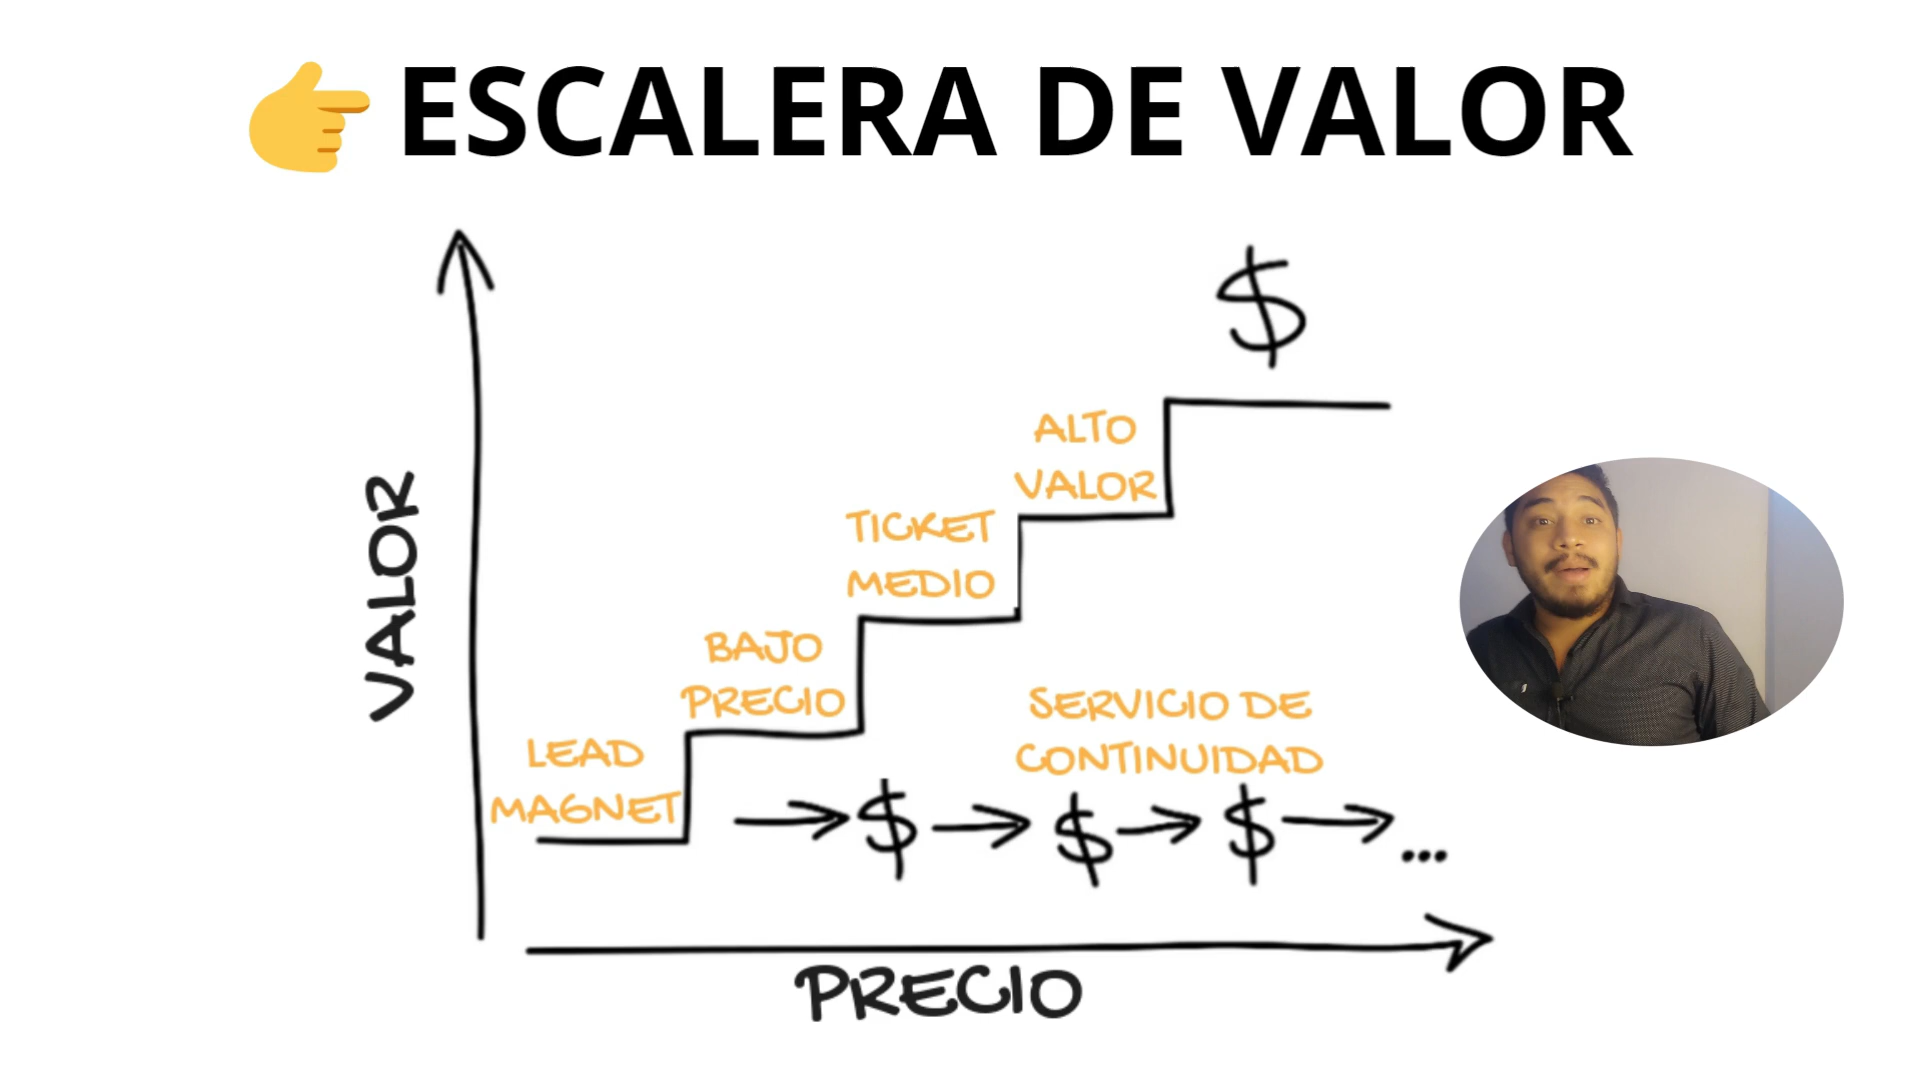 👉 ESCALERA DE VALOR
$
ALTO
VALOR
TICKET
MEDIO
BAJO
PRECIO
LEAD
MAGNET
SERVICIO DE
CONTINUIDAD
$ $ $ ...
VALOR
PRECIO